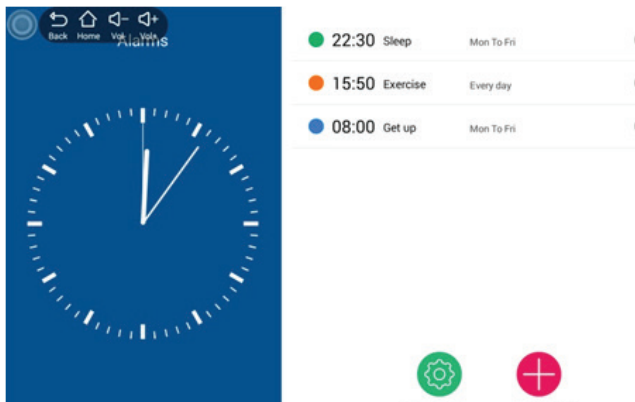 Back Home Vol- Vol+
Alarms
22:30 Sleep Mon To Fri
15:50 Exercise Every day
08:00 Get up Mon To Fri